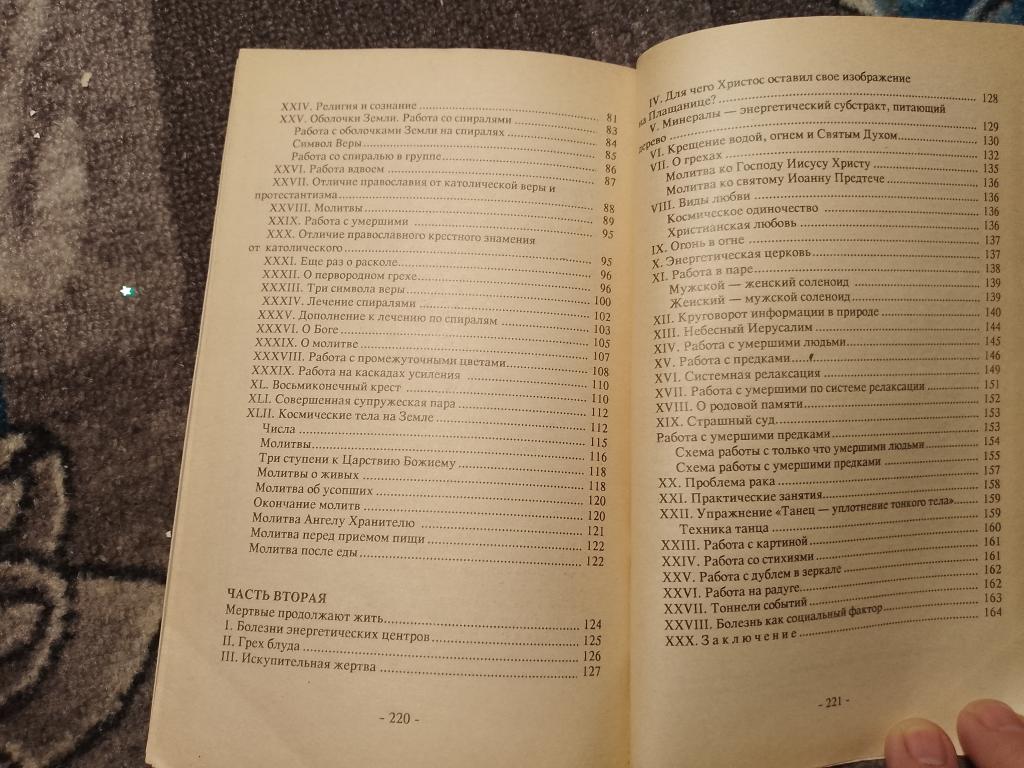 XXIV. Религия и сознание 81
XXV. Оболочки Земли. Работа со спиралями 83
Работа с оболочками Земли на спиралях 84
Символ Веры 85
Работа со спиралью в группе 86
XXVI. Работа вдвоем 87
XXVII. Отличие православия от католической веры и
протестантизма 88
XXVIII. Молитвы 89
XXIX. Работа с умершими 95
XXX. Отличие православного крестного знамения
от католического 95
XXXI. Еще раз о расколе 96
XXXII. О первородном грехе 96
XXXIII. Три символа веры 100
XXXIV. Лечение спиралями 102
XXXV. Дополнение к лечению по спиралям 103
XXXVI. О Боге 105
XXXIX. О молитве 107
XXXVIII. Работа с промежуточными цветами 108
XXXIX. Работа на каскадах усиления 110
XL. Восьмиконечный крест 110
XLI. Совершенная супружеская пара 112
XLII. Космические тела на Земле 112
Числа 115
Молитвы 116
Три ступени к Царствию Божиему 118
Молитвы о живых 118
Молитва об усопших 120
Окончание молитв 120
Молитва Ангелу Хранителю 121
Молитва перед приемом пищи 122
Молитва после еды 122
ЧАСТЬ ВТОРАЯ
Мертвые продолжают жить 124
I. Болезни энергетических центров 125
II. Грех блуда 126
III. Искупительная жертва 127
- 220 -
IV. Для чего Христос оставил свое изображение
на Плащанице? 128
V. Минералы — энергетический субстракт, питающий
дерево 129
VI. Крещение водой, огнем и Святым Духом 130
VII. О грехах 132
Молитва ко Господу Иисусу Христу 135
Молитва ко святому Иоанну Предтече 136
VIII. Виды любви 136
Космическое одиночество 136
Христианская любовь 136
IX. Огонь в огне 137
X. Энергетическая церковь 137
XI. Работа в паре 138
Мужской — женский соленоид 139
Женский — мужской соленоид 139
XII. Круговорот информации в природе 140
XIII. Небесный Иерусалим 144
XIV. Работа с умершими людьми 145
XV. Работа с предками 146
XVI. Системная релаксация 149
XVII. Работа с умершими по системе релаксации 151
XVIII. О родовой памяти 152
XIX. Страшный суд 153
Работа с умершими предками 153
Схема работы с только что умершими людьми 154
Схема работы с умершими предками 155
XX. Проблема рака 157
XXI. Практические занятия 158
XXII. Упражнение «Танец — уплотнение тонкого тела» 159
Техника танца 159
XXIII. Работа с картиной 160
XXIV. Работа со стихиями 161
XXV. Работа с дублем в зеркале 161
XXVI. Работа на радуге 162
XXVII. Тоннели событий 162
XXVIII. Болезнь как социальный фактор 163
XXX. Заключение 164
- 221 -